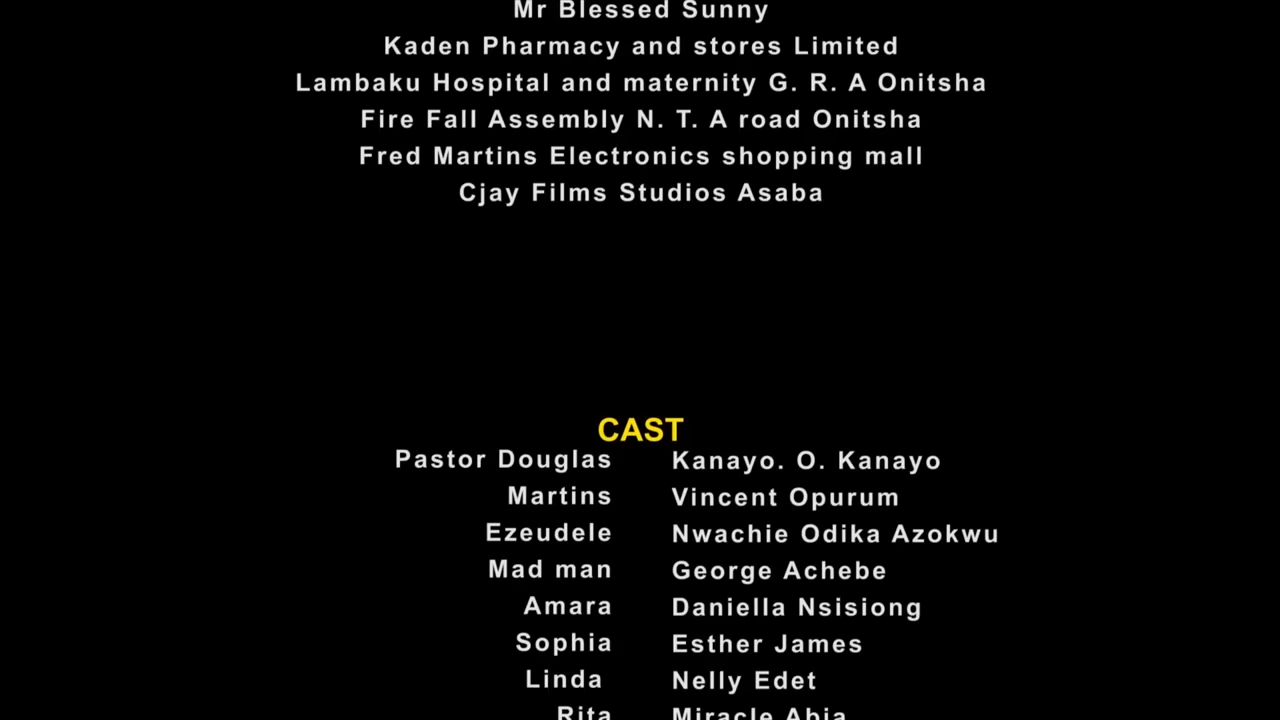 Mr Blessed Sunny
Kaden Pharmacy and stores Limited
Lambaku Hospital and maternity G. R. A Onitsha
Fire Fall Assembly N. T. A road Onitsha
Fred Martins Electronics shopping mall
Cjay Films Studios Asaba
CAST
Pastor Douglas Kanayo. O. Kanayo
Martins Vincent Opurum
Ezeudele Nwachie Odika Azokwu
Mad man George Achebe
Amara Daniella Nsisiong
Sophia Esther James
Linda Nelly Edet
Rita Miracle Abia